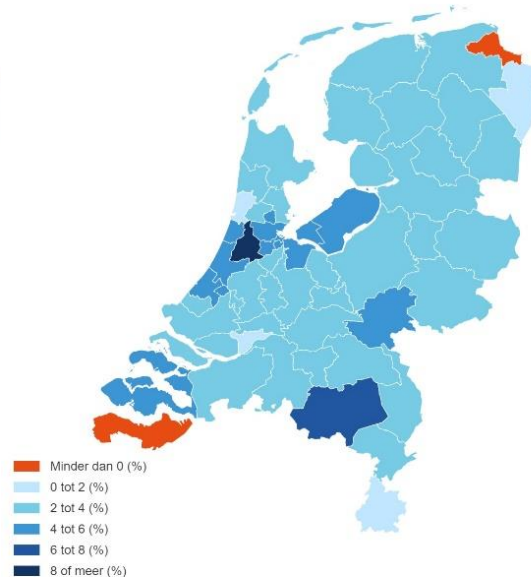 Minder dan 0 (%)
0 tot 2 (%)
2 tot 4 (%)
4 tot 6 (%)
6 tot 8 (%)
8 of meer (%)